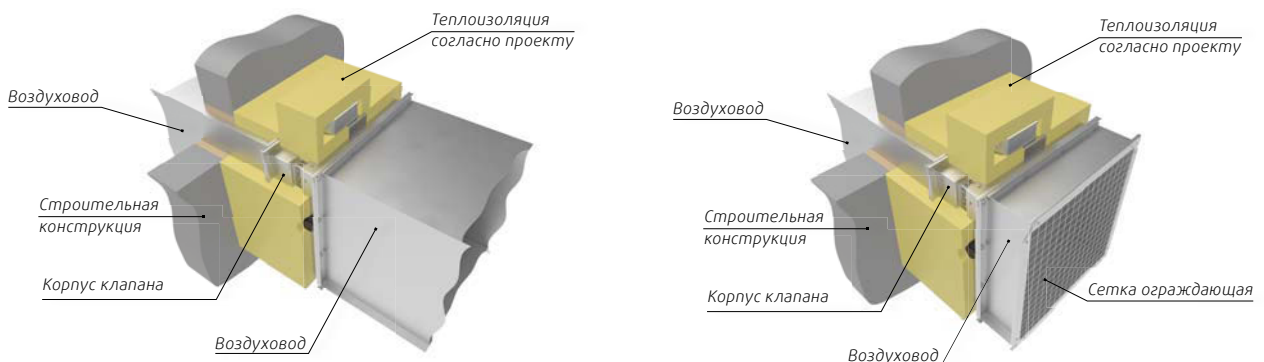 Теплоизоляция
согласно проекту
Воздуховод
Строительная
конструкция
Корпус клапана
Воздуховод
Теплоизоляция
согласно проекту
Воздуховод
Строительная
конструкция
Корпус клапана
Сетка ограждающая
Воздуховод